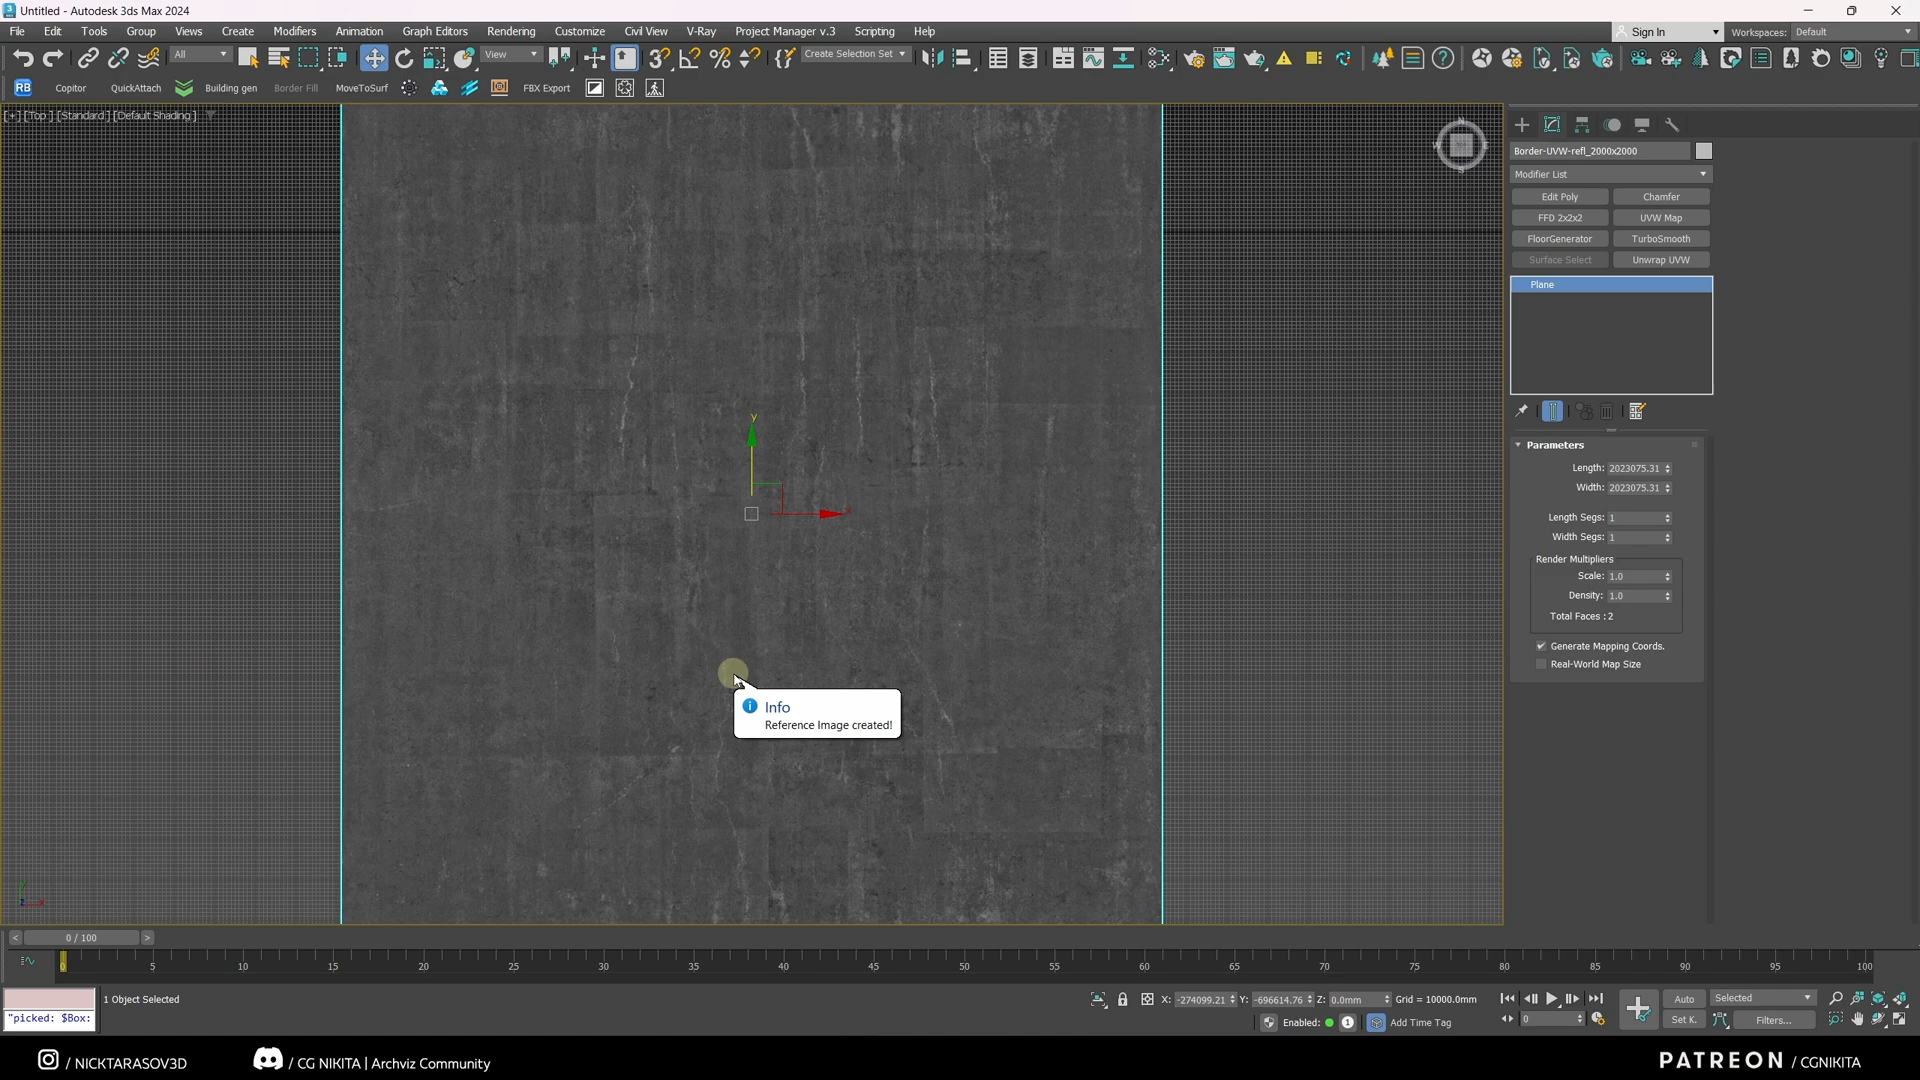 Untitled - Autodesk 3ds Max 2024
File Edit Tools Group Views Create Modifiers Animation Graph Editors Rendering Customize Civil View V-Ray Project Manager v.3 Scripting Help
Sign In Workspaces: Default
All View Create Selection Set
RB Copitor QuickAttach Building gen Border Fill MoveToSurf FBX Export
[+] [Top ] [Standard ] [Default Shading ]
Border-UVW-refl_2000x2000
Modifier List
Edit Poly Chamfer
FFD 2x2x2 UVW Map
FloorGenerator TurboSmooth
Surface Select Unwrap UVW
Plane
Parameters
Length: 2023075.31
Width: 2023075.31
Length Segs: 1
Width Segs: 1
Render Multipliers
Scale: 1.0
Density: 1.0
Total Faces : 2
Generate Mapping Coords.
Real-World Map Size
y
x
Info
Reference Image created!
< 0 / 100 >
0 5 10 15 20 25 30 35 40 45 50 55 60 65 70 75 80 85 90 95 100
1 Object Selected
"picked: $Box:
X: -274099.21 Y: -696614.76 Z: 0.0mm Grid = 10000.0mm
Enabled: 1 Add Time Tag
0
Auto Selected
Set K. Filters...
/ NICKTARASOV3D
/ CG NIKITA | Archviz Community
PATREON / CGNIKITA